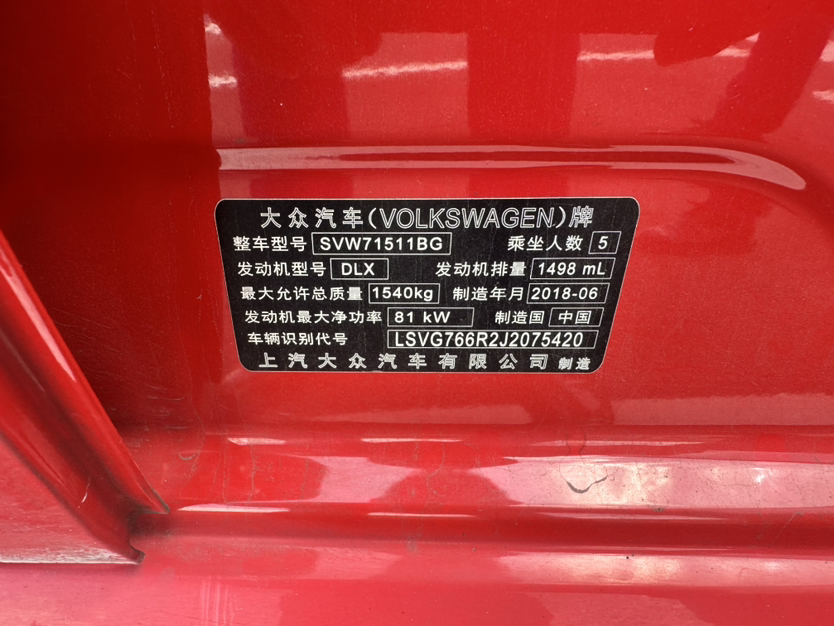 大众汽车(VOLKSWAGEN)牌
整车型号 SVW71511BG 乘坐人数 5
发动机型号 DLX 发动机排量 1498 mL
最大允许总质量 1540kg 制造年月 2018-06
发动机最大净功率 81 kW 制造国 中国
车辆识别代号 LSVG766R2J2075420
上汽大众汽车有限公司 制造